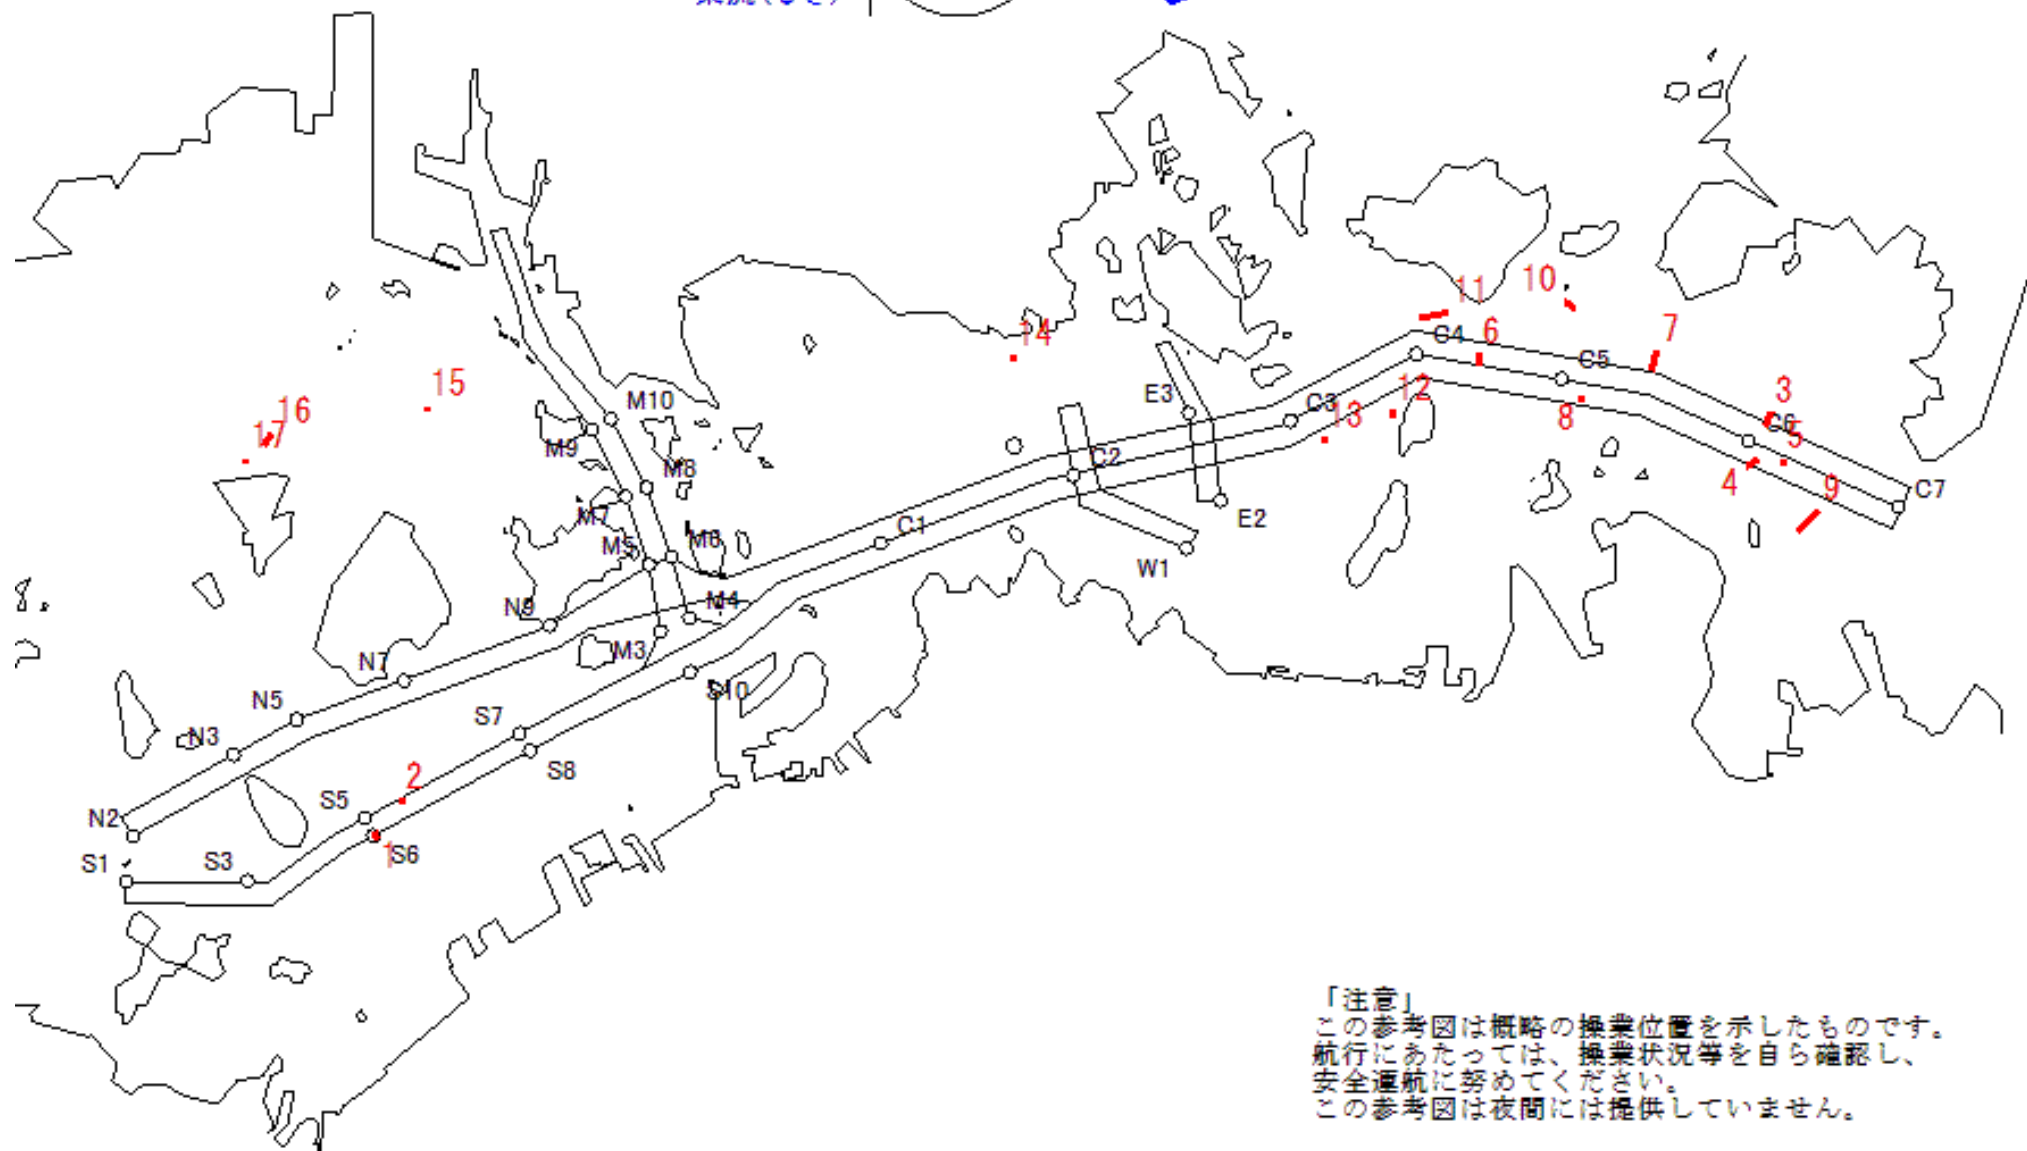 11
10
14
C4
6
7
C5
15
16
17
M10
M9
M8
E3
C3
12
13
8
3
C6
5
4
9
C7
C2
M7
C1
E2
M5
M6
W1
N9
M4
M3
N7
N5
N3
S7
S10
S8
2
S5
N2
S1
S3
1
S6
「注意」
この参考図は概略の操業位置を示したものです。
航行にあたっては、操業状況等を自ら確認し、
安全運航に努めてください。
この参考図は夜間には提供していません。